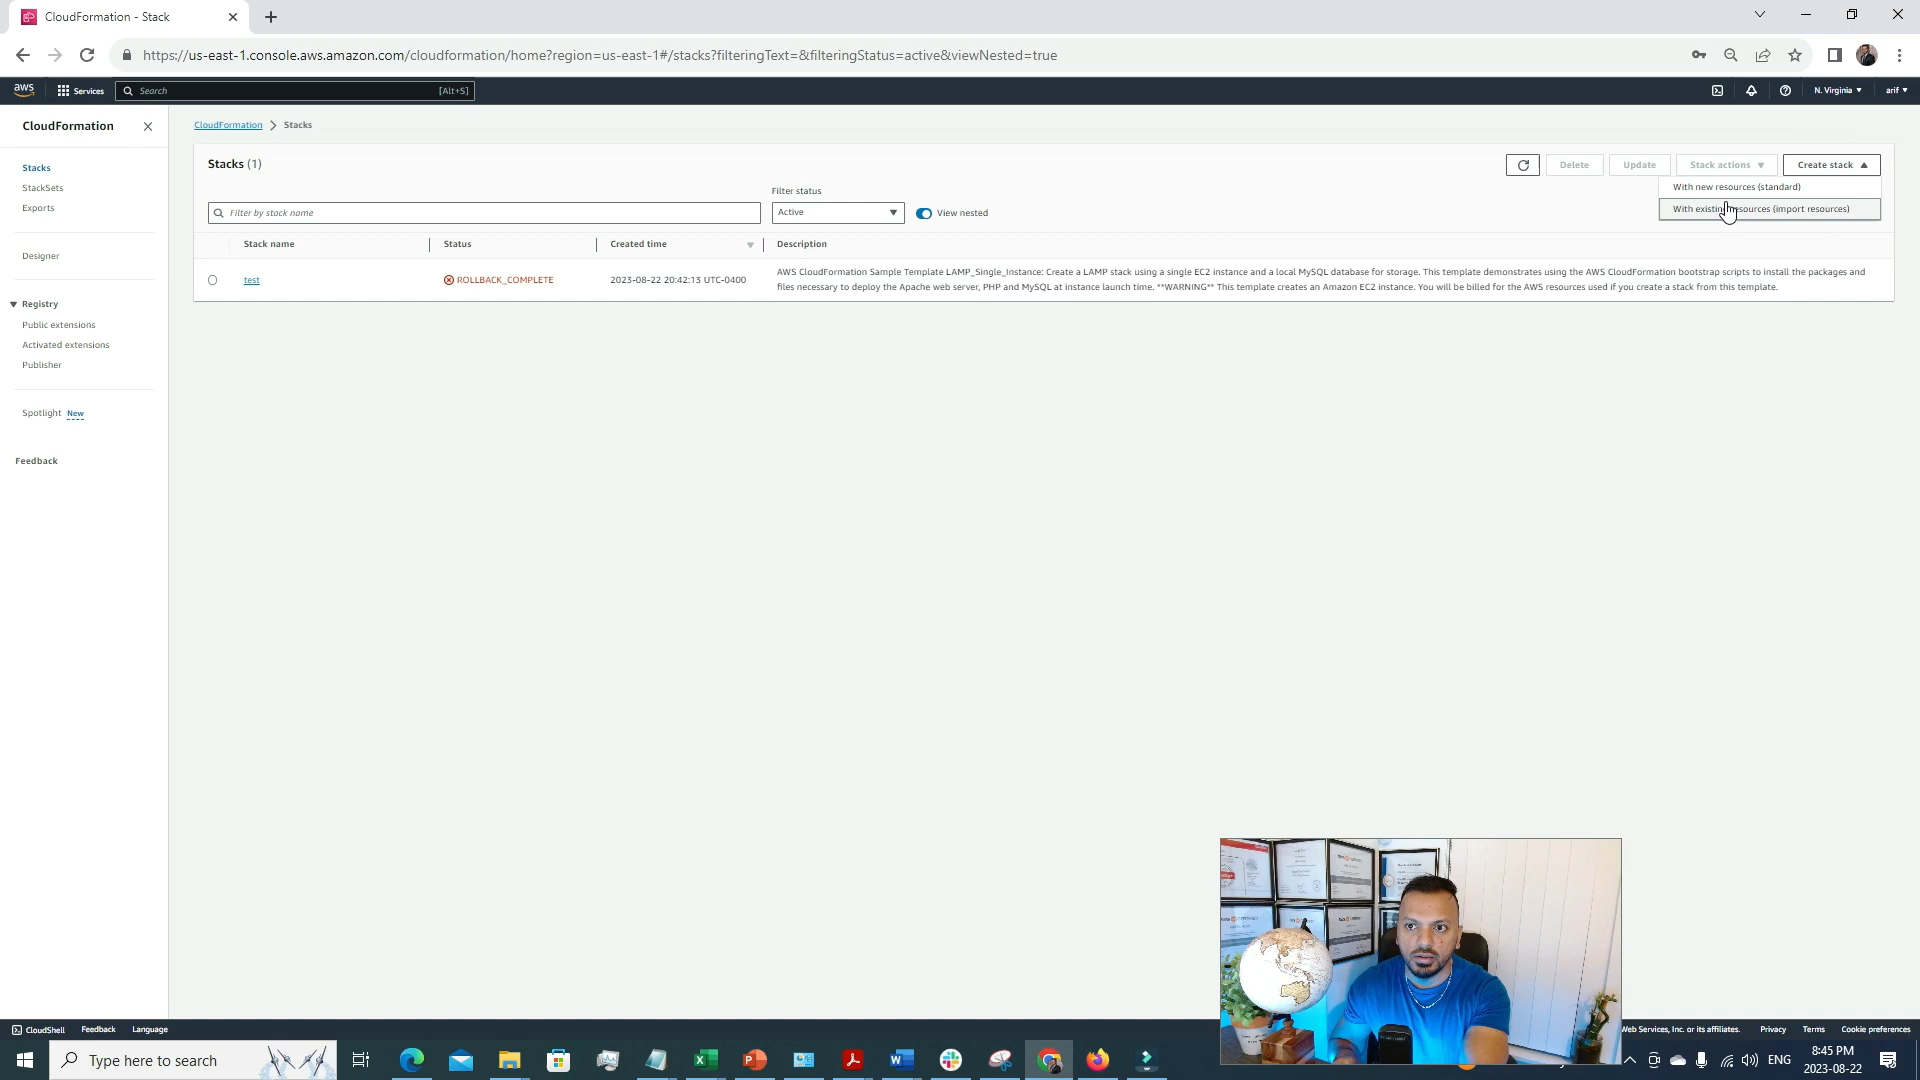 CloudFormation - Stack
https://us-east-1.console.aws.amazon.com/cloudformation/home?region=us-east-1#/stacks?filteringText=&filteringStatus=active&viewNested=true
aws
Services
Search
[Alt+S]
N. Virginia
arif
CloudFormation
Stacks
StackSets
Exports
Designer
Registry
Public extensions
Activated extensions
Publisher
Spotlight New
Feedback
CloudFormation > Stacks
Stacks (1)
Delete
Update
Stack actions
Create stack
With new resources (standard)
With existing resources (import resources)
Filter status
Filter by stack name
Active
View nested
Stack name
Status
Created time
Description
test
ROLLBACK_COMPLETE
2023-08-22 20:42:13 UTC-0400
AWS CloudFormation Sample Template LAMP_Single_Instance: Create a LAMP stack using a single EC2 instance and a local MySQL database for storage. This template demonstrates using the AWS CloudFormation bootstrap scripts to install the packages and
files necessary to deploy the Apache web server, PHP and MySQL at instance launch time. **WARNING** This template creates an Amazon EC2 instance. You will be billed for the AWS resources used if you create a stack from this template.
CloudShell
Feedback
Language
Web Services, Inc. or its affiliates.
Privacy
Terms
Cookie preferences
Type here to search
ENG
8:45 PM
2023-08-22